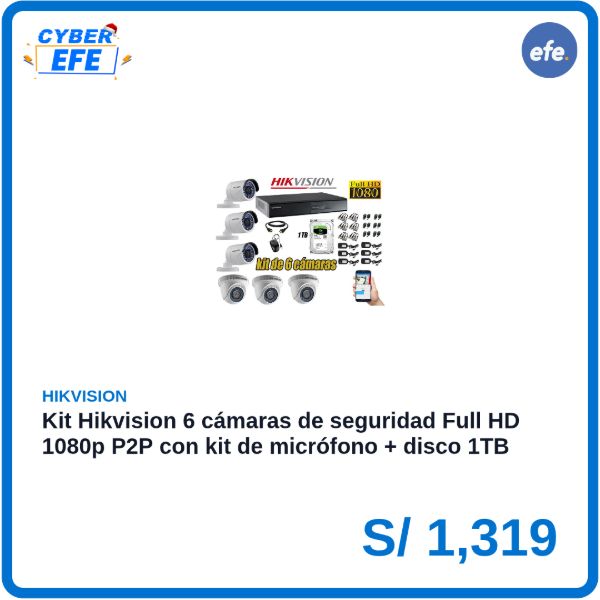 CYBER
EFE
efe.
HIKVISION
Full HD
1080
1TB
kit de 6 cámaras
HIKVISION
Kit Hikvision 6 cámaras de seguridad Full HD
1080p P2P con kit de micrófono + disco 1TB
S/ 1,319